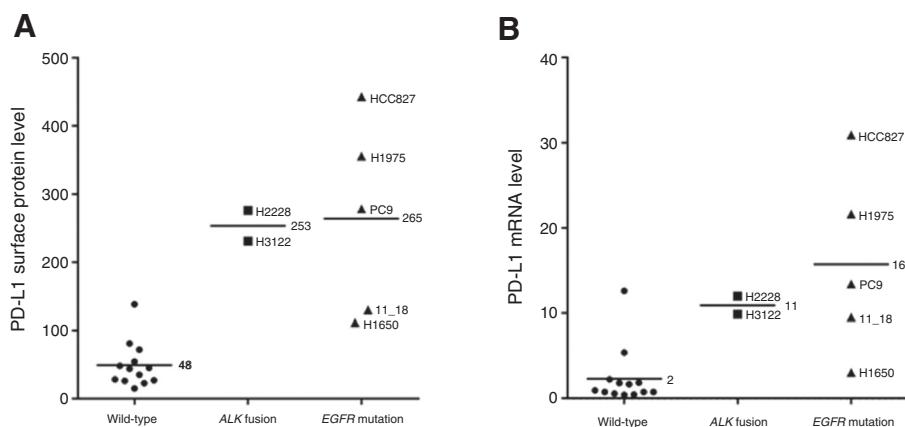 A
PD-L1 surface protein level
500
400
300
200
100
0
HCC827
H1975
PC9
265
11_18
H1650
H2228
253
H3122
48
Wild-type
ALK fusion
EGFR mutation
B
PD-L1 mRNA level
40
30
20
10
0
HCC827
H1975
16
PC9
11_18
H1650
H2228
11
H3122
2
Wild-type
ALK fusion
EGFR mutation